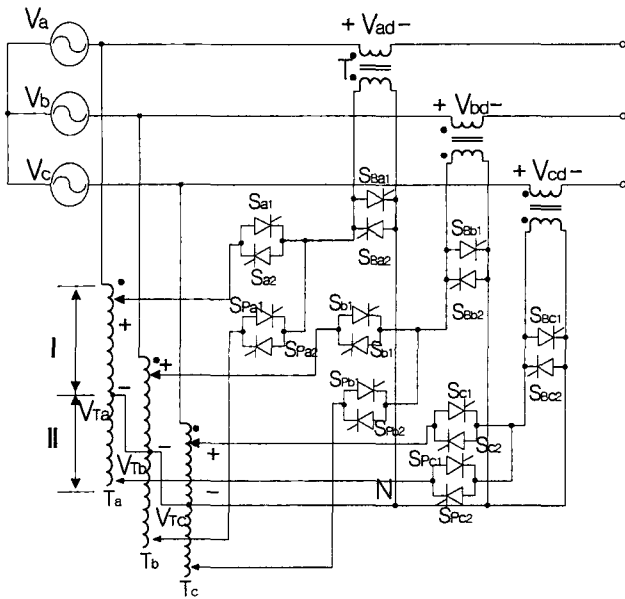 Va
+ Vad -
T
Vb
+ Vbd -
Vc
+ Vcd -
SBa1
Sa1
SBa2
Sa2
SBb1
SPa1
Sb1
SBb2
SPa2
Sb1
SBc1
I
+
+
SPb
Sc1
SBc2
-
VTa
SPb2
Sc2
+
II
-
VTb
SPc1
-
N
Ta
VTc
SPc2
Tb
Tc